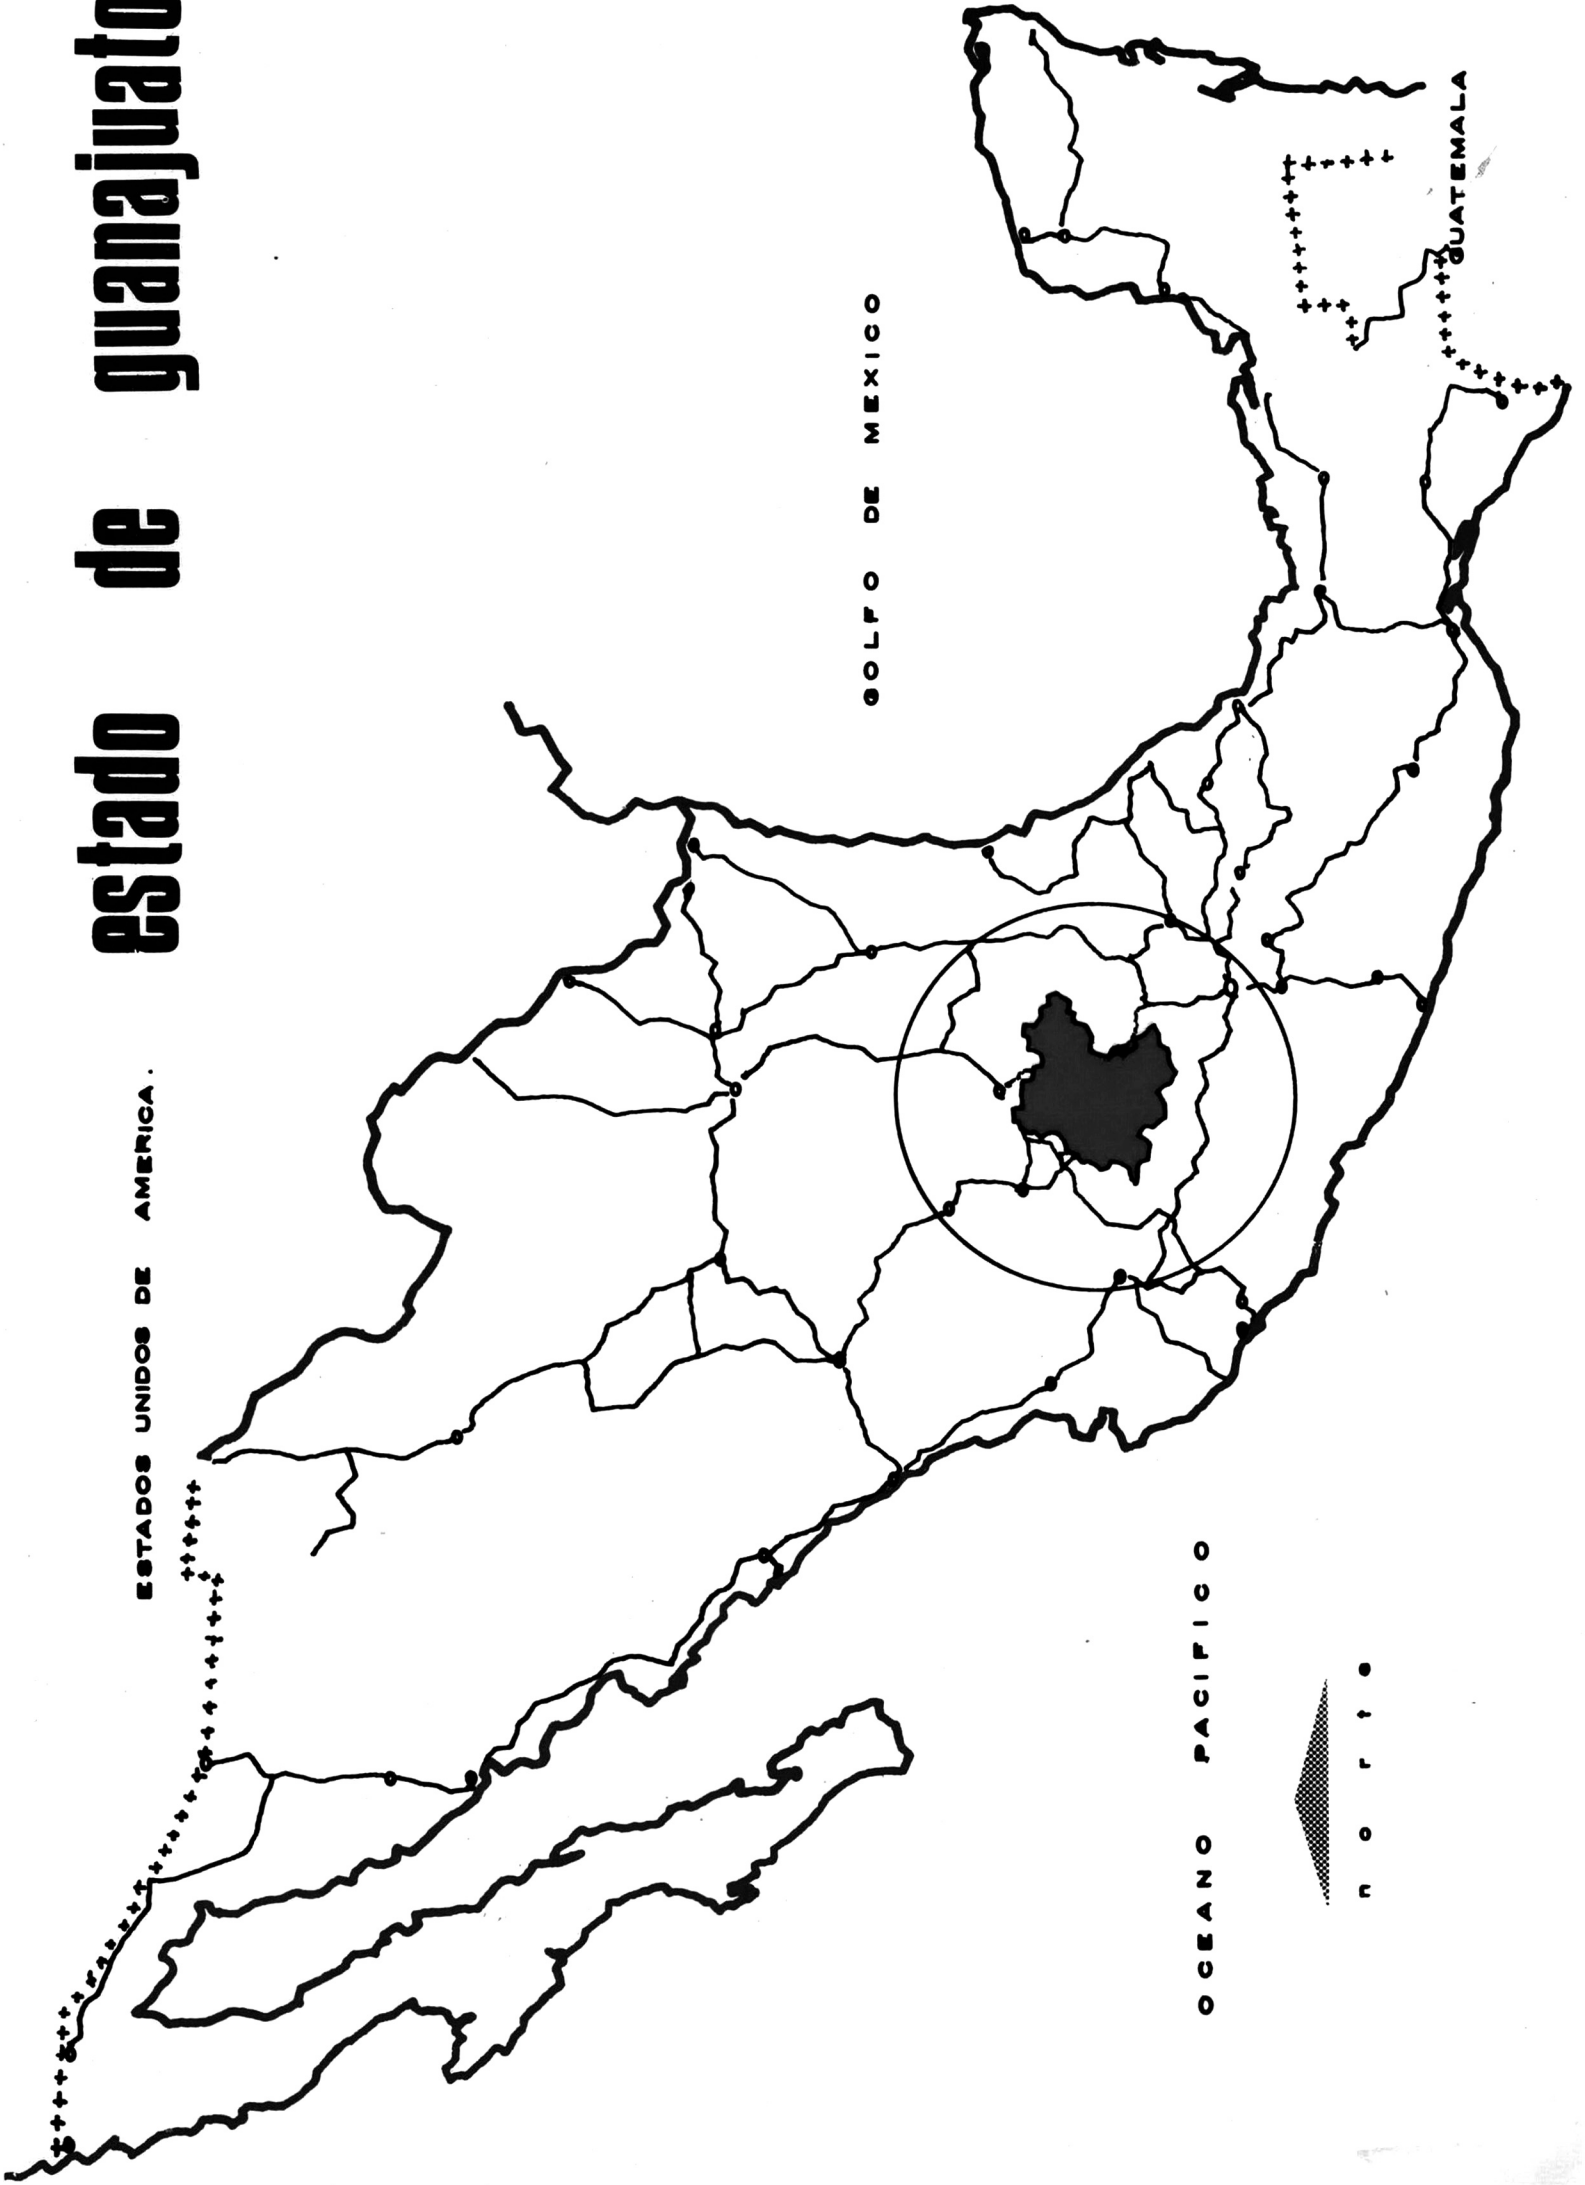 estado de guanajuato
ESTADOS UNIDOS DE AMERICA.
GOLFO DE MEXICO
GUATEMALA
OCEANO PACIFICO
norte